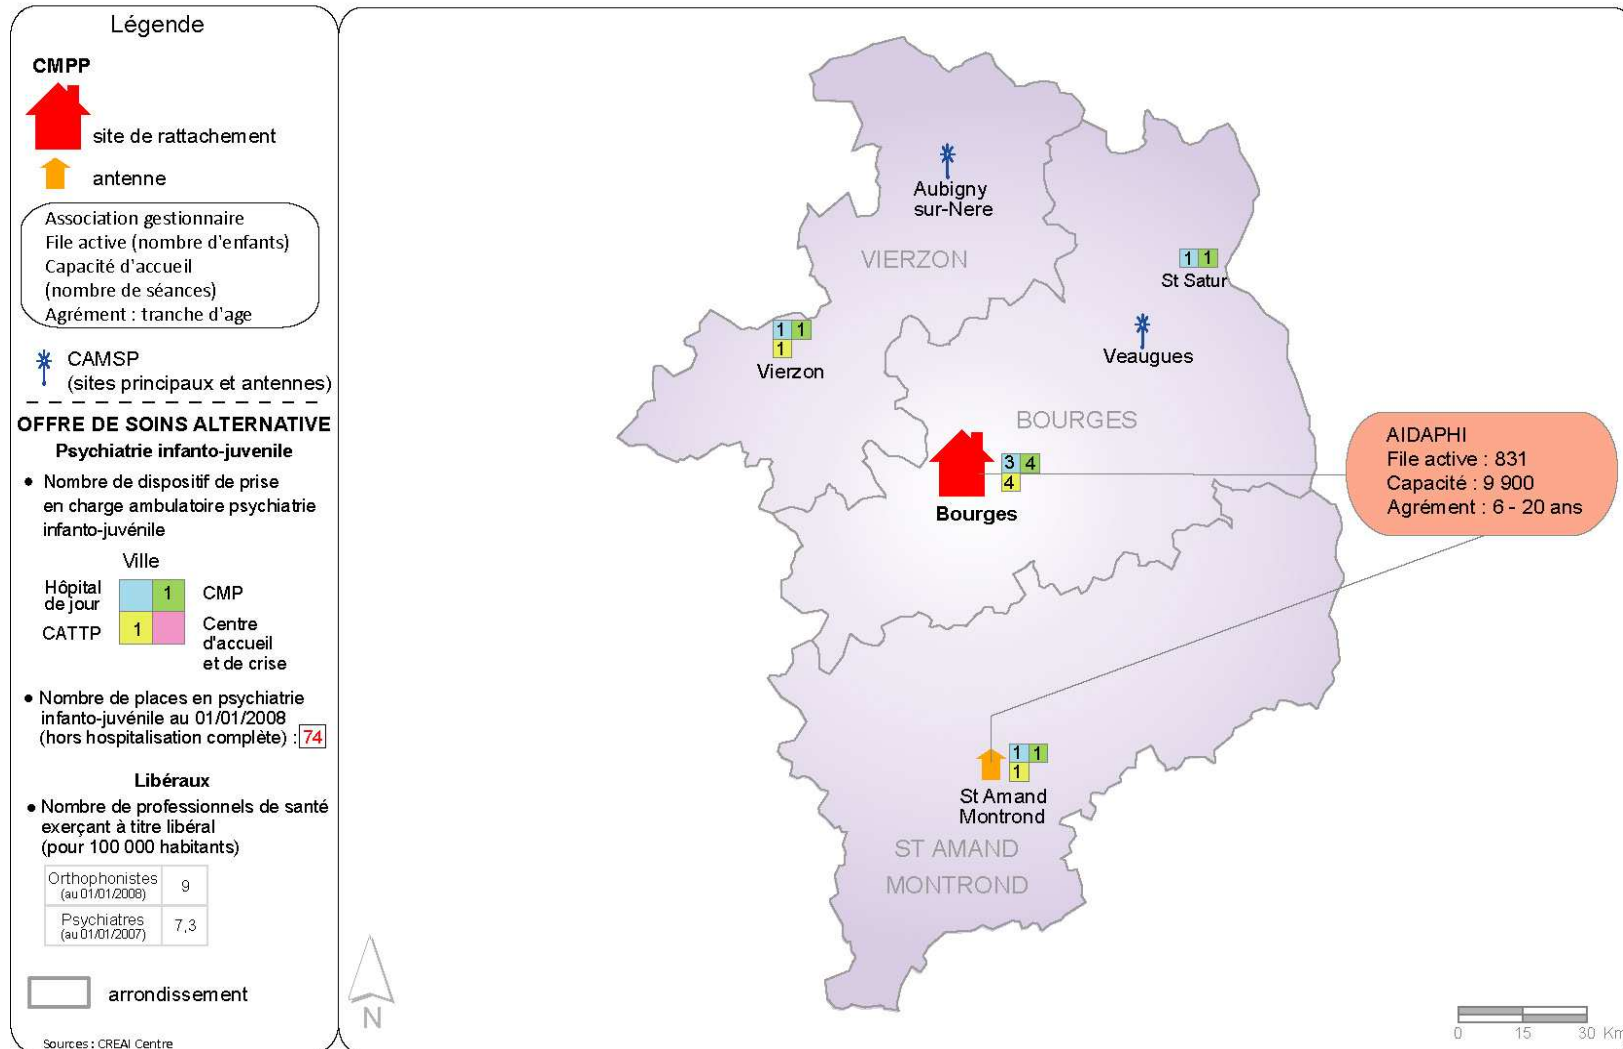 Légende
CMPP
site de rattachement
antenne
Association gestionnaire
File active (nombre d'enfants)
Capacité d'accueil
(nombre de séances)
Agrément : tranche d'age
CAMSP
(sites principaux et antennes)
OFFRE DE SOINS ALTERNATIVE
Psychiatrie infanto-juvenile
• Nombre de dispositif de prise
en charge ambulatoire psychiatrie
infanto-juvénile
Ville
Hôpital
de jour
1
CMP
CATTP
1
Centre
d'accueil
et de crise
• Nombre de places en psychiatrie
infanto-juvénile au 01/01/2008
(hors hospitalisation complète) : 74
Libéraux
• Nombre de professionnels de santé
exerçant à titre libéral
(pour 100 000 habitants)
Orthophonistes
(au 01/01/2008)
9
Psychiatres
(au 01/01/2007)
7,3
arrondissement
Sources : CREAI Centre
N
Aubigny
sur-Nere
VIERZON
1 1
St Satur
1 1
1
Vierzon
Veaugues
BOURGES
3 4
4
Bourges
AIDAPHI
File active : 831
Capacité : 9 900
Agrément : 6 - 20 ans
1 1
1
St Amand
Montrond
ST AMAND
MONTROND
0 15 30 Km